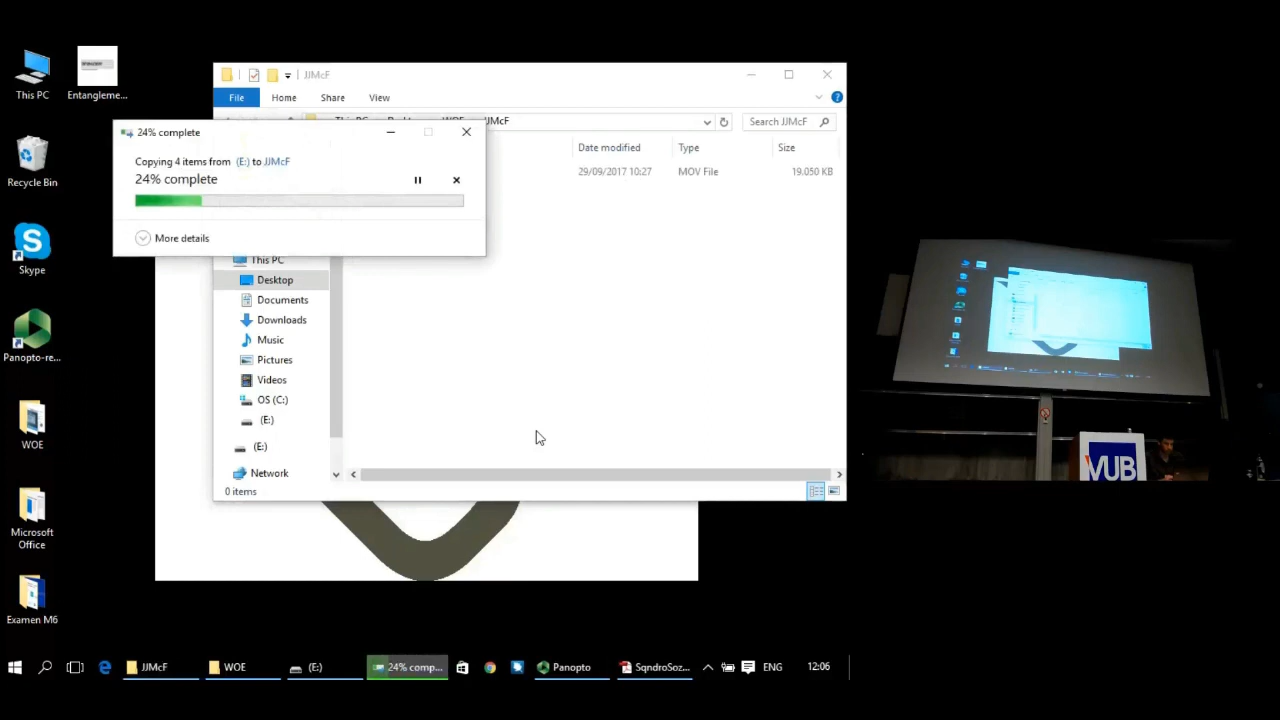 This PC
Entangleme...
Recycle Bin
Skype
Panopto-re...
WOE
Microsoft
Office
Examen M6
JJMcF
File
Home
Share
View
JJMcF
Search JJMcF
24% complete
Copying 4 items from (E:) to JJMcF
24% complete
More details
Date modified
Type
Size
29/09/2017 10:27
MOV File
19.050 KB
This PC
Desktop
Documents
Downloads
Music
Pictures
Videos
OS (C:)
(E:)
(E:)
Network
0 items
VUB
JJMcF
WOE
(E:)
24% comp...
Panopto
SqndroSoz...
ENG
12:06